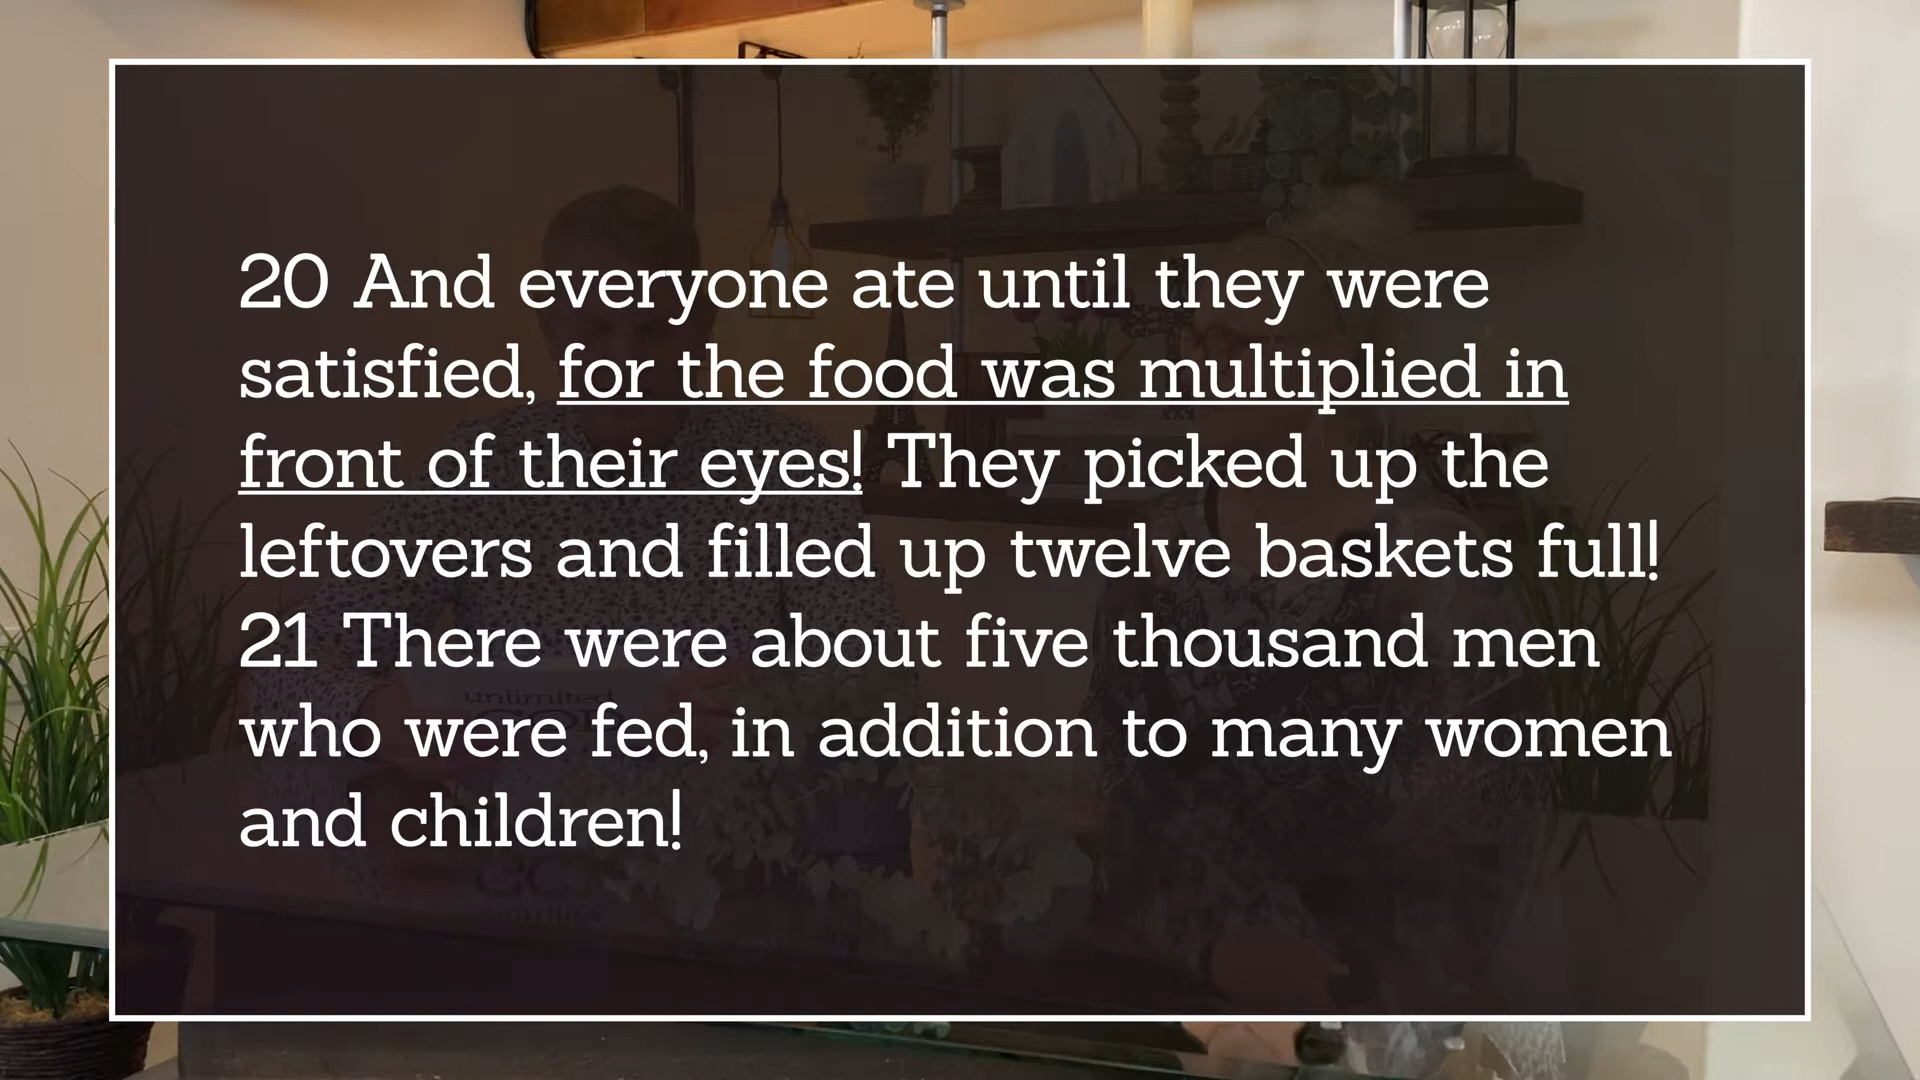 20 And everyone ate until they were
satisfied, for the food was multiplied in
front of their eyes! They picked up the
leftovers and filled up twelve baskets full!
21 There were about five thousand men
who were fed, in addition to many women
and children!
unlimited